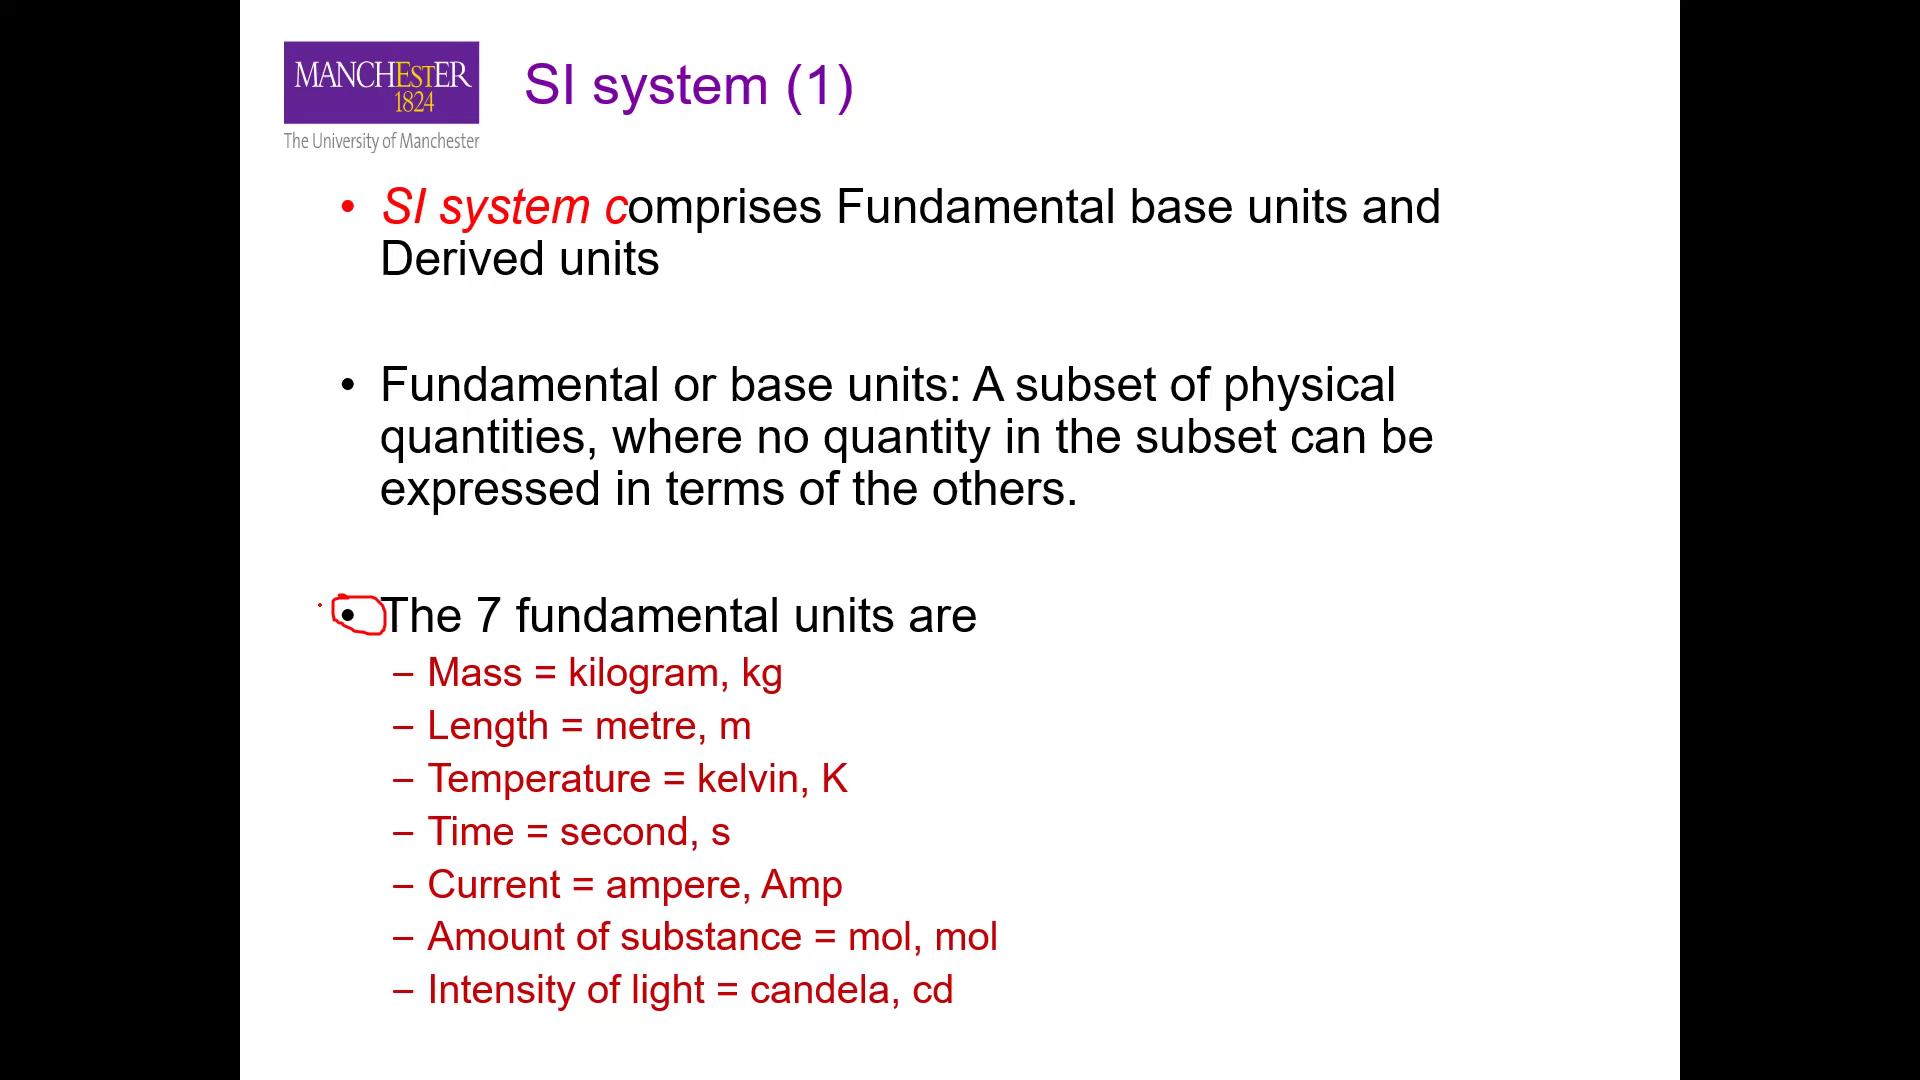 MANCHESTER
1824
The University of Manchester
SI system (1)
• SI system comprises Fundamental base units and
Derived units
• Fundamental or base units: A subset of physical
quantities, where no quantity in the subset can be
expressed in terms of the others.
• The 7 fundamental units are
– Mass = kilogram, kg
– Length = metre, m
– Temperature = kelvin, K
– Time = second, s
– Current = ampere, Amp
– Amount of substance = mol, mol
– Intensity of light = candela, cd